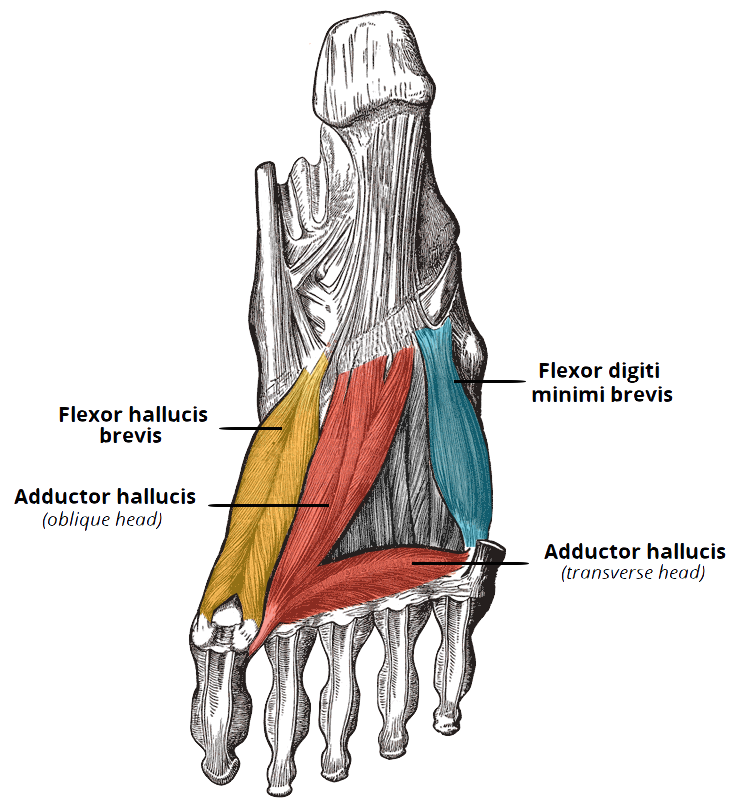 Flexor digiti
minimi brevis
Flexor hallucis
brevis
Adductor hallucis
(oblique head)
Adductor hallucis
(transverse head)